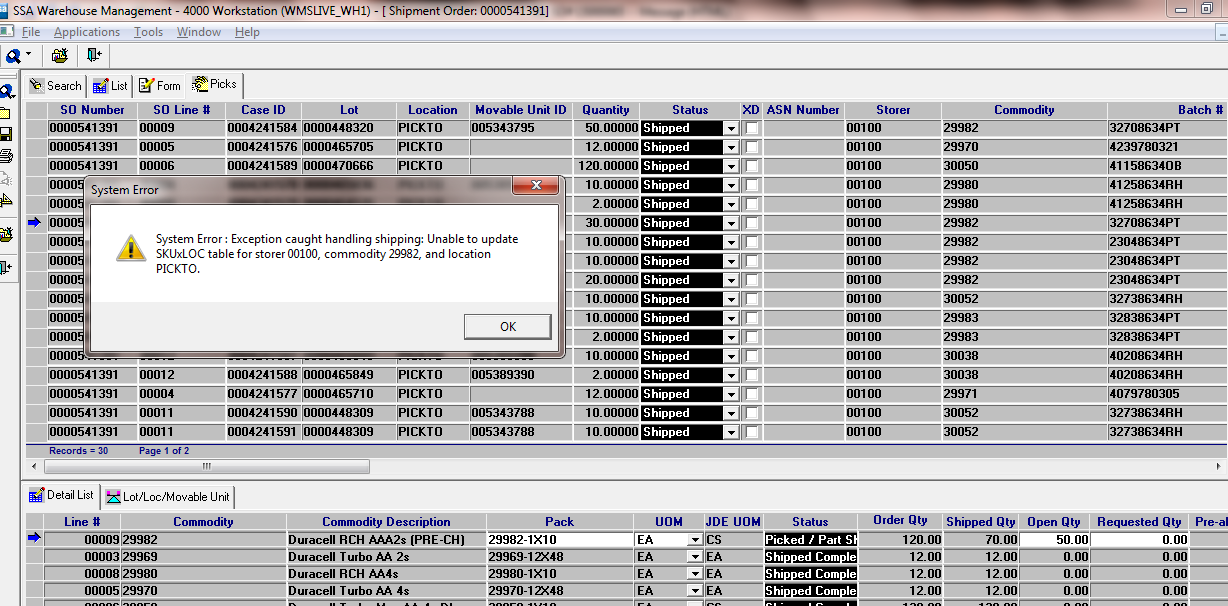 SSA Warehouse Management - 4000 Workstation (WMSLIVE_WH1) - [ Shipment Order: 0000541391]
File Applications Tools Window Help
Search List Form Picks
SO Number SO Line # Case ID Lot Location Movable Unit ID Quantity Status XD ASN Number Storer Commodity Batch #
0000541391 00009 0004241584 0000448320 PICKTO 005343795 50.00000 Shipped 00100 29982 32708634PT
0000541391 00005 0004241576 0000465705 PICKTO 12.00000 Shipped 00100 29970 4239780321
0000541391 00006 0004241589 0000470666 PICKTO 120.00000 Shipped 00100 30050 41158634OB
00005 10.00000 Shipped 00100 29980 41258634RH
00005 2.00000 Shipped 00100 29980 41258634RH
00005 30.00000 Shipped 00100 29982 32708634PT
00005 10.00000 Shipped 00100 29982 23048634PT
00005 10.00000 Shipped 00100 29982 23048634PT
00005 20.00000 Shipped 00100 29982 23048634PT
00005 10.00000 Shipped 00100 30052 32738634RH
00005 10.00000 Shipped 00100 29983 32838634PT
00005 2.00000 Shipped 00100 29983 32838634PT
10.00000 Shipped 00100 30038 40208634RH
System Error
System Error : Exception caught handling shipping: Unable to update
SKUxLOC table for storer 00100, commodity 29982, and location
PICKTO.
OK
0000541391 00012 0004241588 0000465849 PICKTO 005389390 2.00000 Shipped 00100 30038 40208634RH
0000541391 00004 0004241577 0000465710 PICKTO 12.00000 Shipped 00100 29971 4079780305
0000541391 00011 0004241590 0000448309 PICKTO 005343788 10.00000 Shipped 00100 30052 32738634RH
0000541391 00011 0004241591 0000448309 PICKTO 005343788 10.00000 Shipped 00100 30052 32738634RH
Records = 30 Page 1 of 2
Detail List Lot/Loc/Movable Unit
Line # Commodity Commodity Description Pack UOM JDE UOM Status Order Qty Shipped Qty Open Qty Requested Qty Pre-al
00009 29982 Duracell RCH AAA2s (PRE-CH) 29982-1X10 EA CS Picked / Part Sh 120.00 70.00 50.00 0.00
00003 29969 Duracell Turbo AA 2s 29969-12X48 EA EA Shipped Comple 12.00 12.00 0.00 0.00
00008 29980 Duracell RCH AA4s 29980-1X10 EA EA Shipped Comple 12.00 12.00 0.00 0.00
00005 29970 Duracell Turbo AA 4s 29970-12X48 EA EA Shipped Comple 12.00 12.00 0.00 0.00